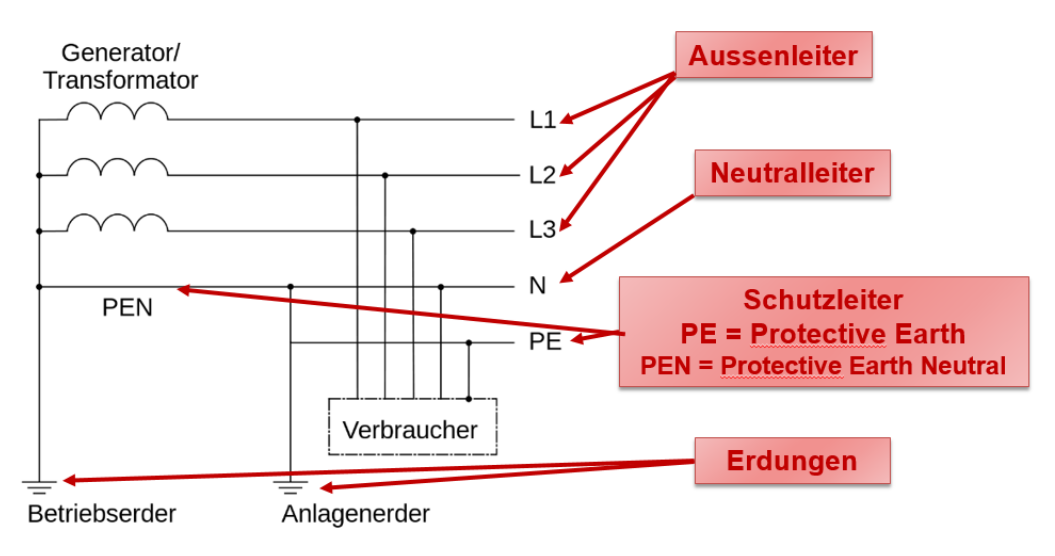 Generator/
Transformator
Aussenleiter
L1
L2
Neutralleiter
L3
N
PEN
Schutzleiter
PE = Protective Earth
PEN = Protective Earth Neutral
PE
Verbraucher
Erdungen
Betriebserder
Anlagenerder